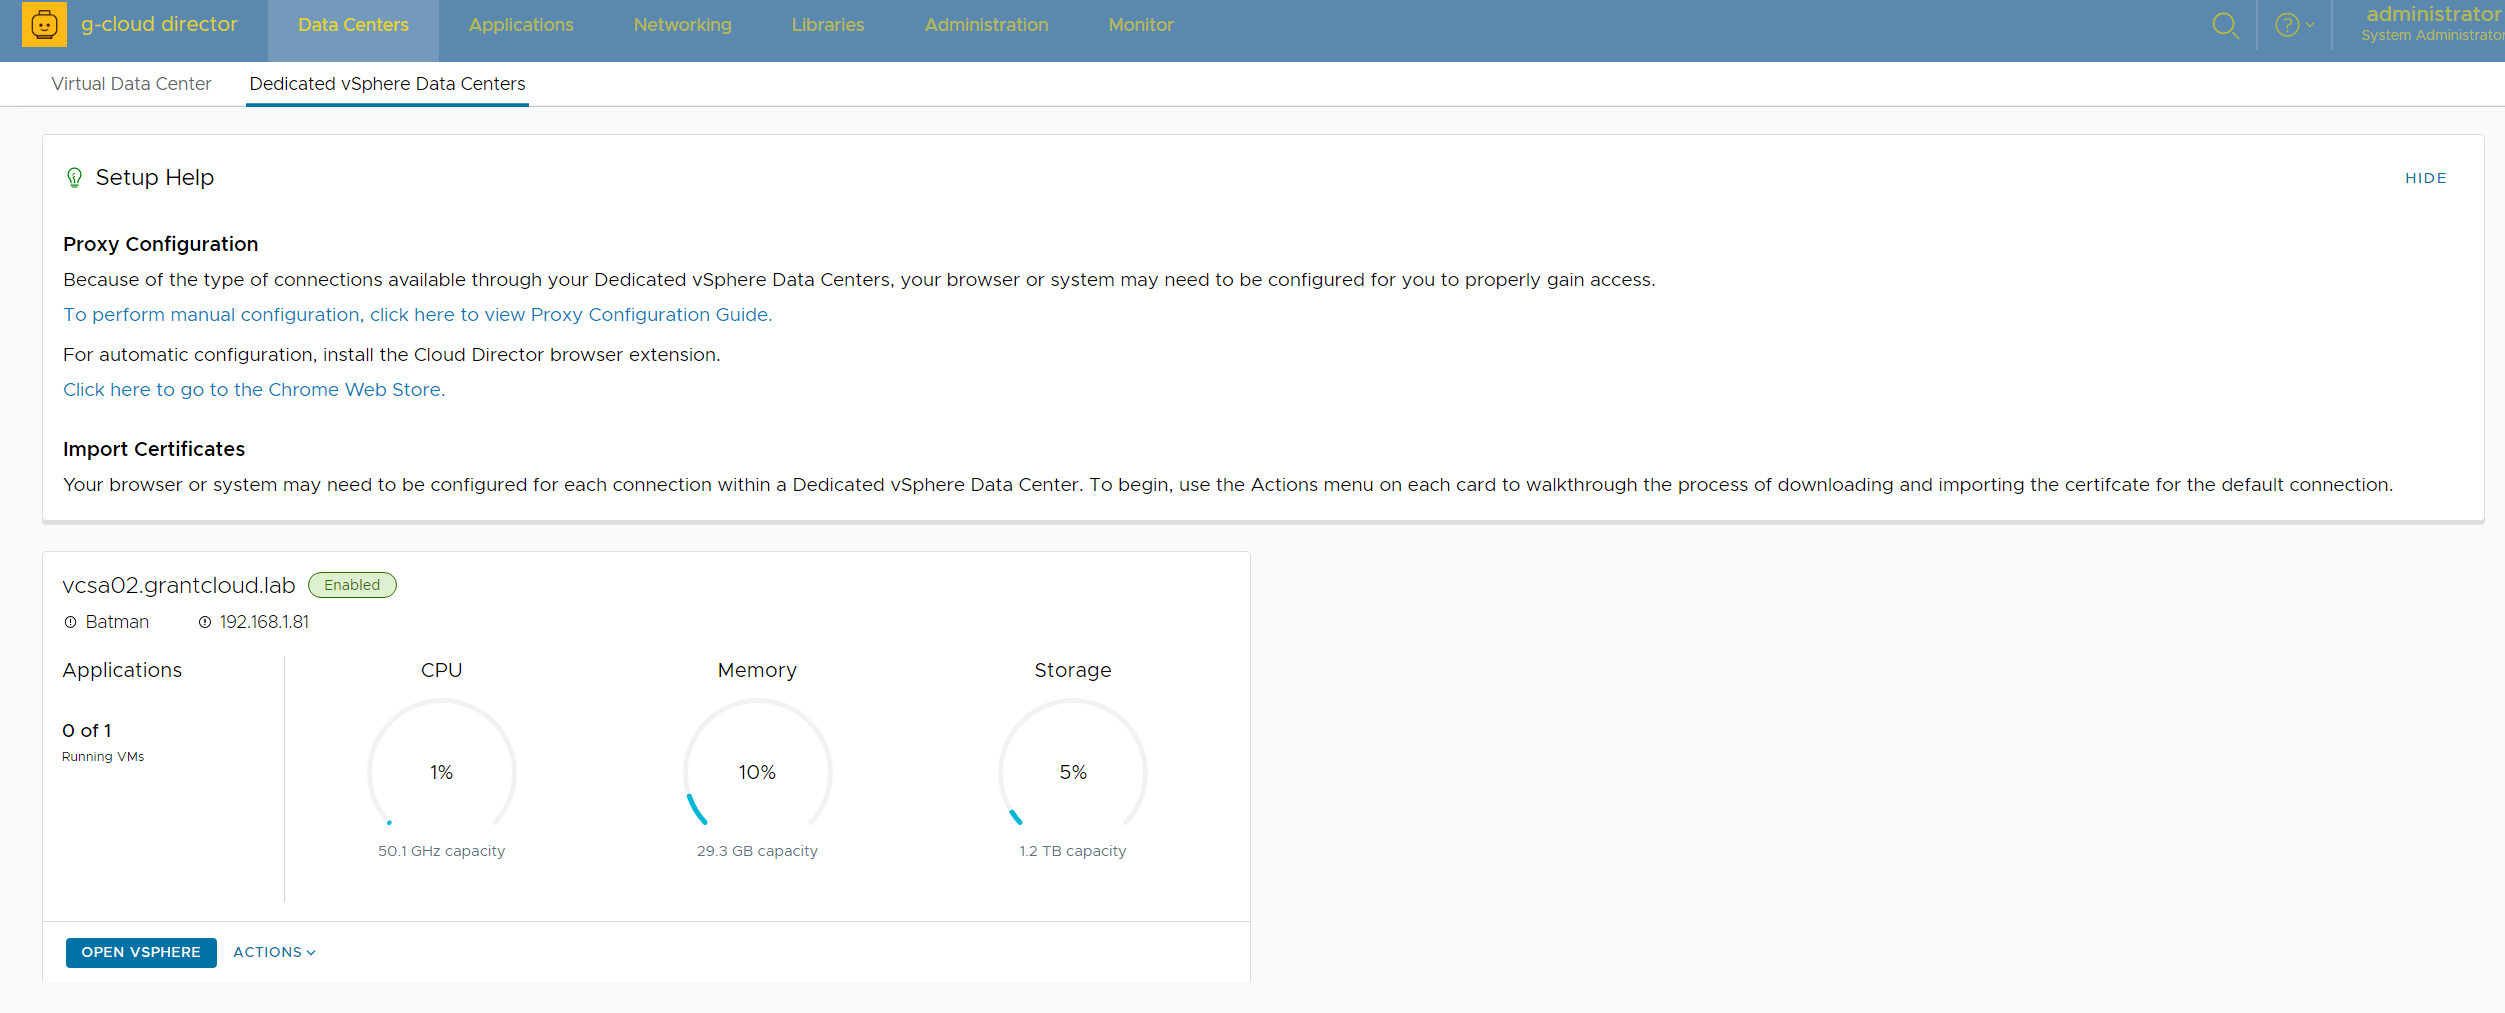 g-cloud director
Data Centers
Applications
Networking
Libraries
Administration
Monitor
administrator
System Administrator
Virtual Data Center
Dedicated vSphere Data Centers
Setup Help
HIDE
Proxy Configuration
Because of the type of connections available through your Dedicated vSphere Data Centers, your browser or system may need to be configured for you to properly gain access.
To perform manual configuration, click here to view Proxy Configuration Guide.
For automatic configuration, install the Cloud Director browser extension.
Click here to go to the Chrome Web Store.
Import Certificates
Your browser or system may need to be configured for each connection within a Dedicated vSphere Data Center. To begin, use the Actions menu on each card to walkthrough the process of downloading and importing the certifcate for the default connection.
vcsa02.grantcloud.lab
Enabled
Batman
192.168.1.81
Applications
0 of 1
Running VMs
CPU
1%
50.1 GHz capacity
Memory
10%
29.3 GB capacity
Storage
5%
1.2 TB capacity
OPEN VSPHERE
ACTIONS